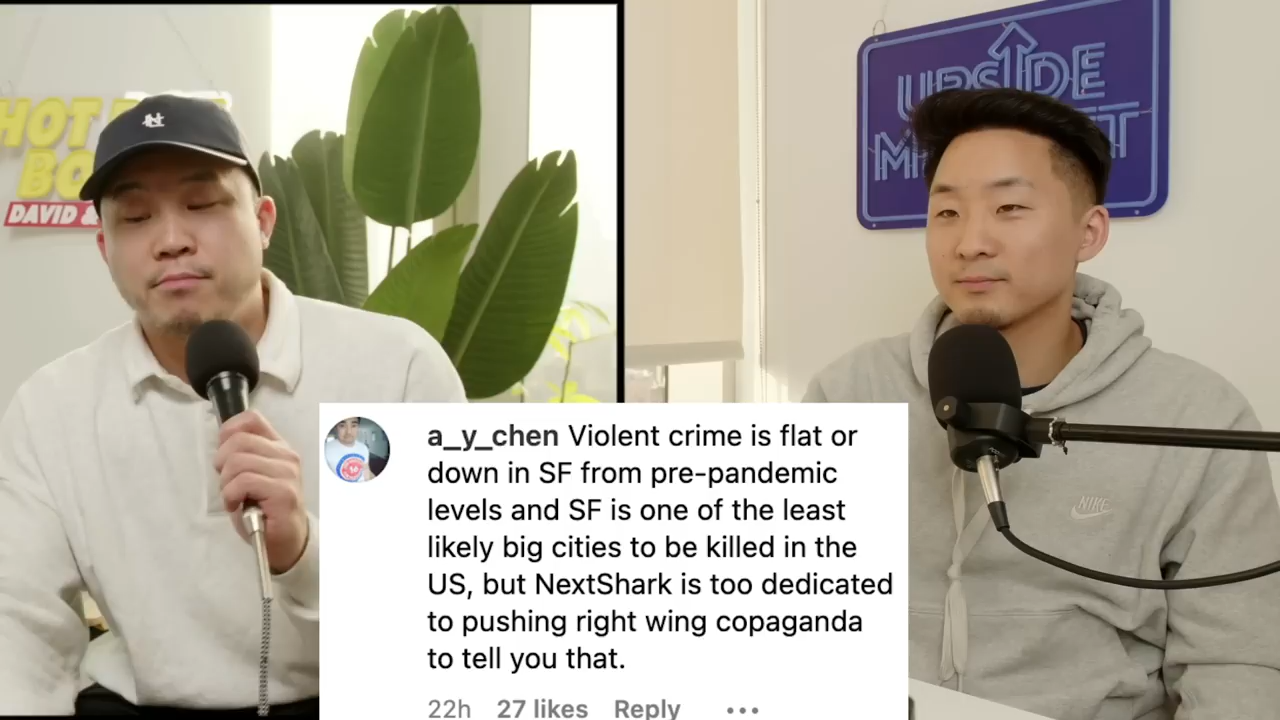 HOT
BO
DAVID &
UPSIDE
a_y_chen Violent crime is flat or
down in SF from pre-pandemic
levels and SF is one of the least
likely big cities to be killed in the
US, but NextShark is too dedicated
to pushing right wing copaganda
to tell you that.
22h 27 likes Reply
NIKE